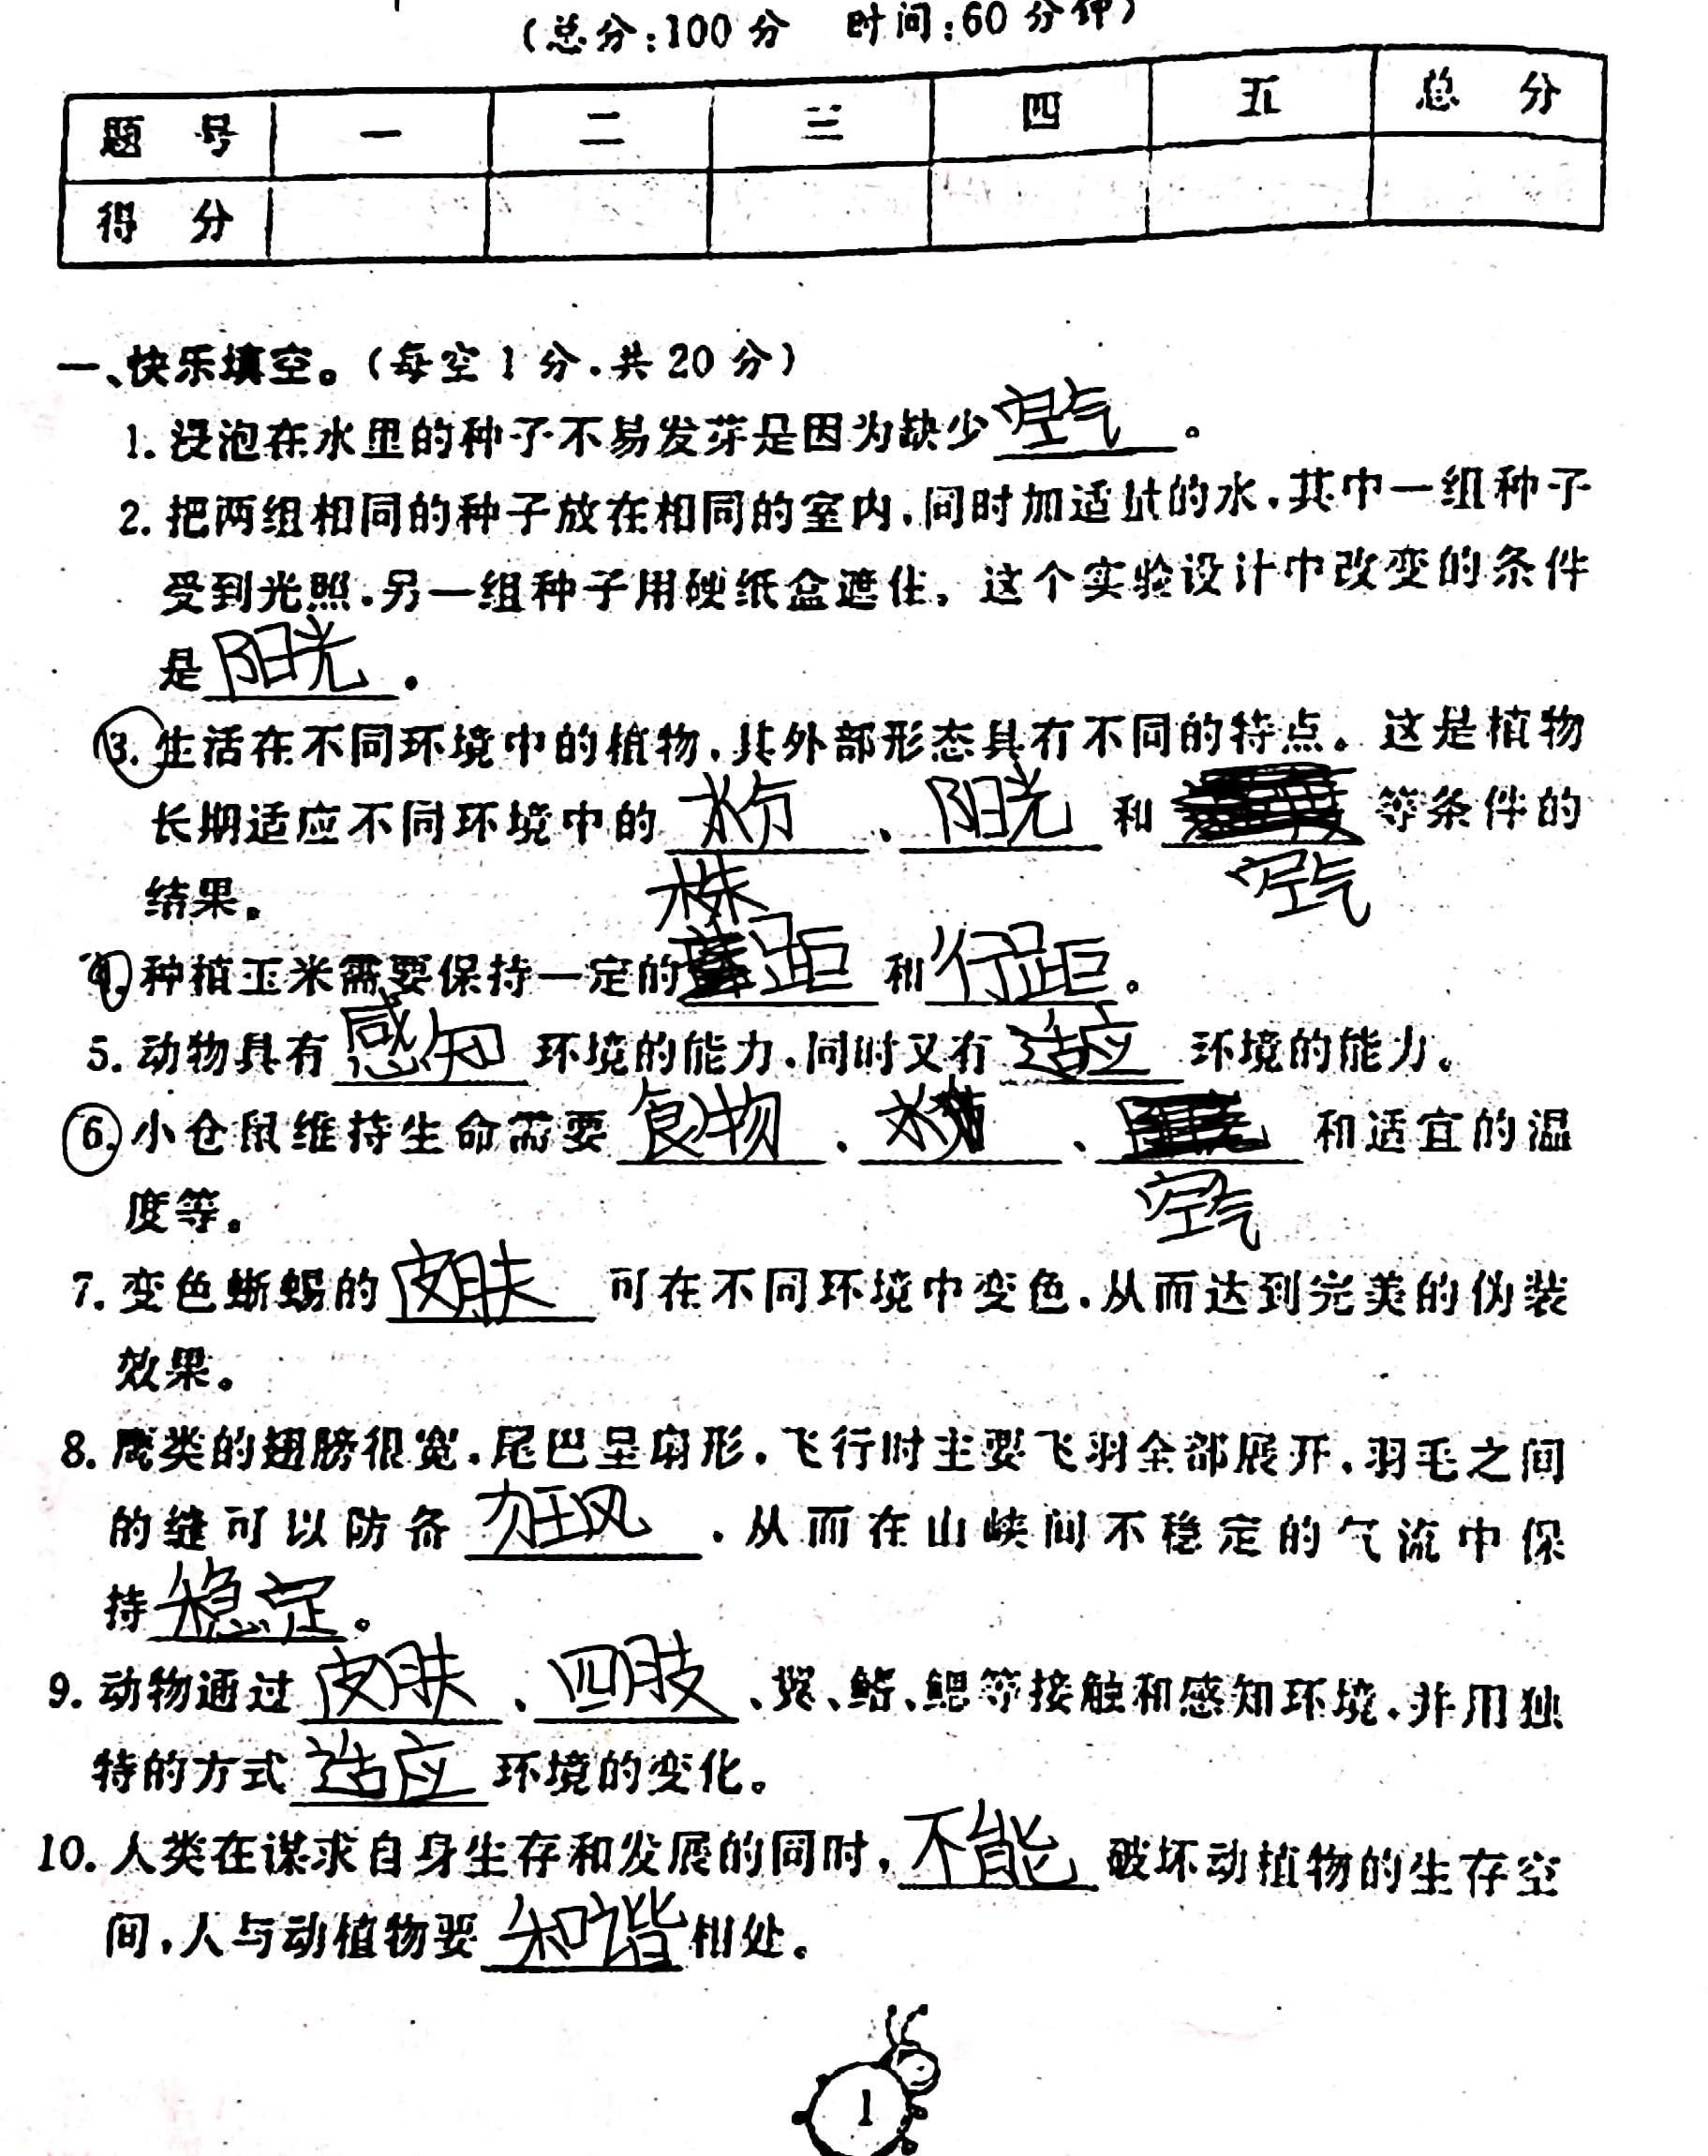 (总分:100分 时间:60分钟)
题号 一 二 三 四 五 总分
得分
一、快乐填空。(每空1分,共20分)
1. 浸泡在水里的种子不易发芽是因为缺少空气。
2. 把两组相同的种子放在相同的室内,同时加适量的水,其中一组种子
受到光照,另一组种子用硬纸盒遮住,这个实验设计中改变的条件
是阳光。
3. 生活在不同环境中的植物,其外部形态具有不同的特点。这是植物
长期适应不同环境中的 水分 、 阳光 和 等条件的
空气
结果。
株
4. 种植玉米需要保持一定的 距 和 行距 。
5. 动物具有 感知 环境的能力,同时又有 适应 环境的能力。
6. 小仓鼠维持生命需要 食物 、 水 、 和适宜的温
空气
度等。
7. 变色蜥蜴的 皮肤 可在不同环境中变色,从而达到完美的伪装
效果。
8. 鹰类的翅膀很宽,尾巴呈扇形,飞行时主要飞羽全部展开,羽毛之间
的缝可以防备 狂风 ,从而在山峡间不稳定的气流中保
持 稳定 。
9. 动物通过 皮肤 、 四肢 、翼、鳍、鳃等接触和感知环境,并用独
特的方式 适应 环境的变化。
10. 人类在谋求自身生存和发展的同时, 不能 破坏动植物的生存空
间,人与动植物要 和谐 相处。
1